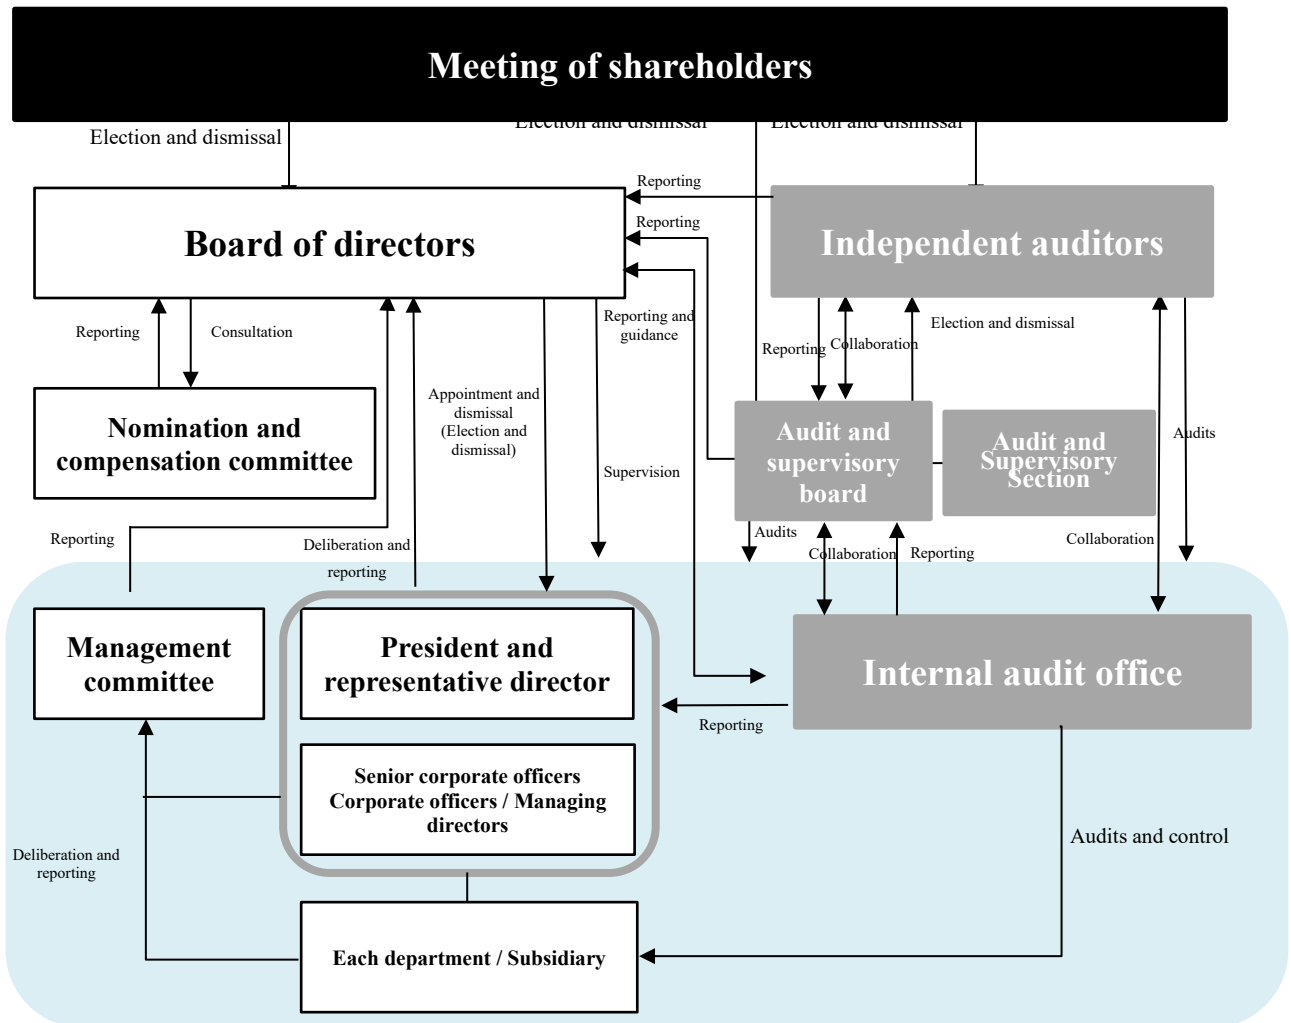 Meeting of shareholders
Election and dismissal
Election and dismissal
Election and dismissal
Reporting
Board of directors
Reporting
Independent auditors
Reporting
Consultation
Reporting and
guidance
Election and dismissal
Reporting
Collaboration
Nomination and
compensation committee
Appointment and
dismissal
(Election and
dismissal)
Supervision
Audit and
supervisory
board
Audit and
Supervisory
Section
Audits
Reporting
Deliberation and
reporting
Audits
Collaboration
Reporting
Collaboration
Management
committee
President and
representative director
Internal audit office
Reporting
Senior corporate officers
Corporate officers / Managing
directors
Deliberation and
reporting
Audits and control
Each department / Subsidiary